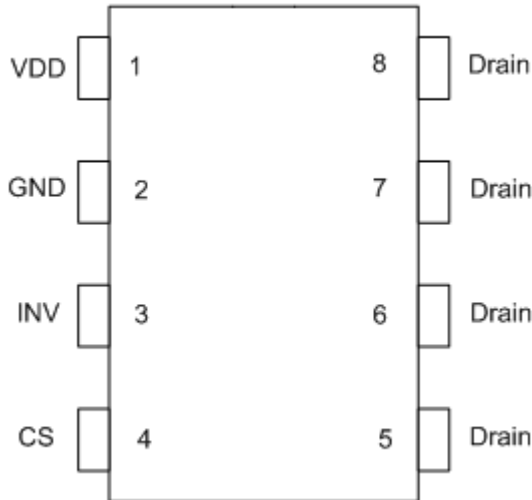 VDD 1 8 Drain
GND 2 7 Drain
INV 3 6 Drain
CS 4 5 Drain